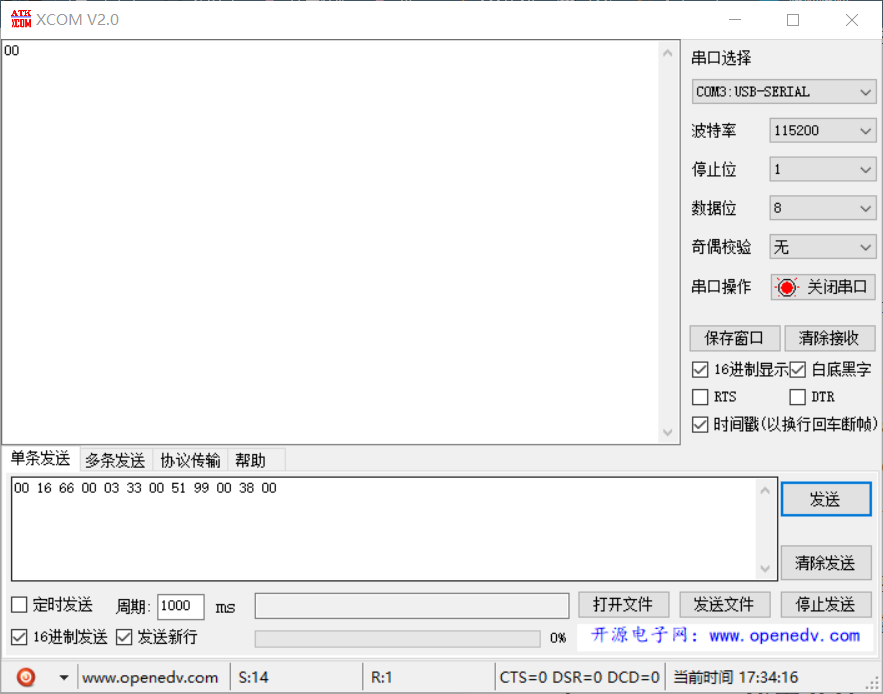 ATK XCOM XCOM V2.0
00
串口选择
COM3:USB-SERIAL
波特率 115200
停止位 1
数据位 8
奇偶校验 无
串口操作 关闭串口
保存窗口 清除接收
16进制显示 白底黑字
RTS DTR
时间戳(以换行回车断帧)
单条发送 多条发送 协议传输 帮助
00 16 66 00 03 33 00 51 99 00 38 00
发送
清除发送
定时发送 周期: 1000 ms 打开文件 发送文件 停止发送
16进制发送 发送新行 0% 开源电子网: www.openedv.com
www.openedv.com S:14 R:1 CTS=0 DSR=0 DCD=0 当前时间 17:34:16